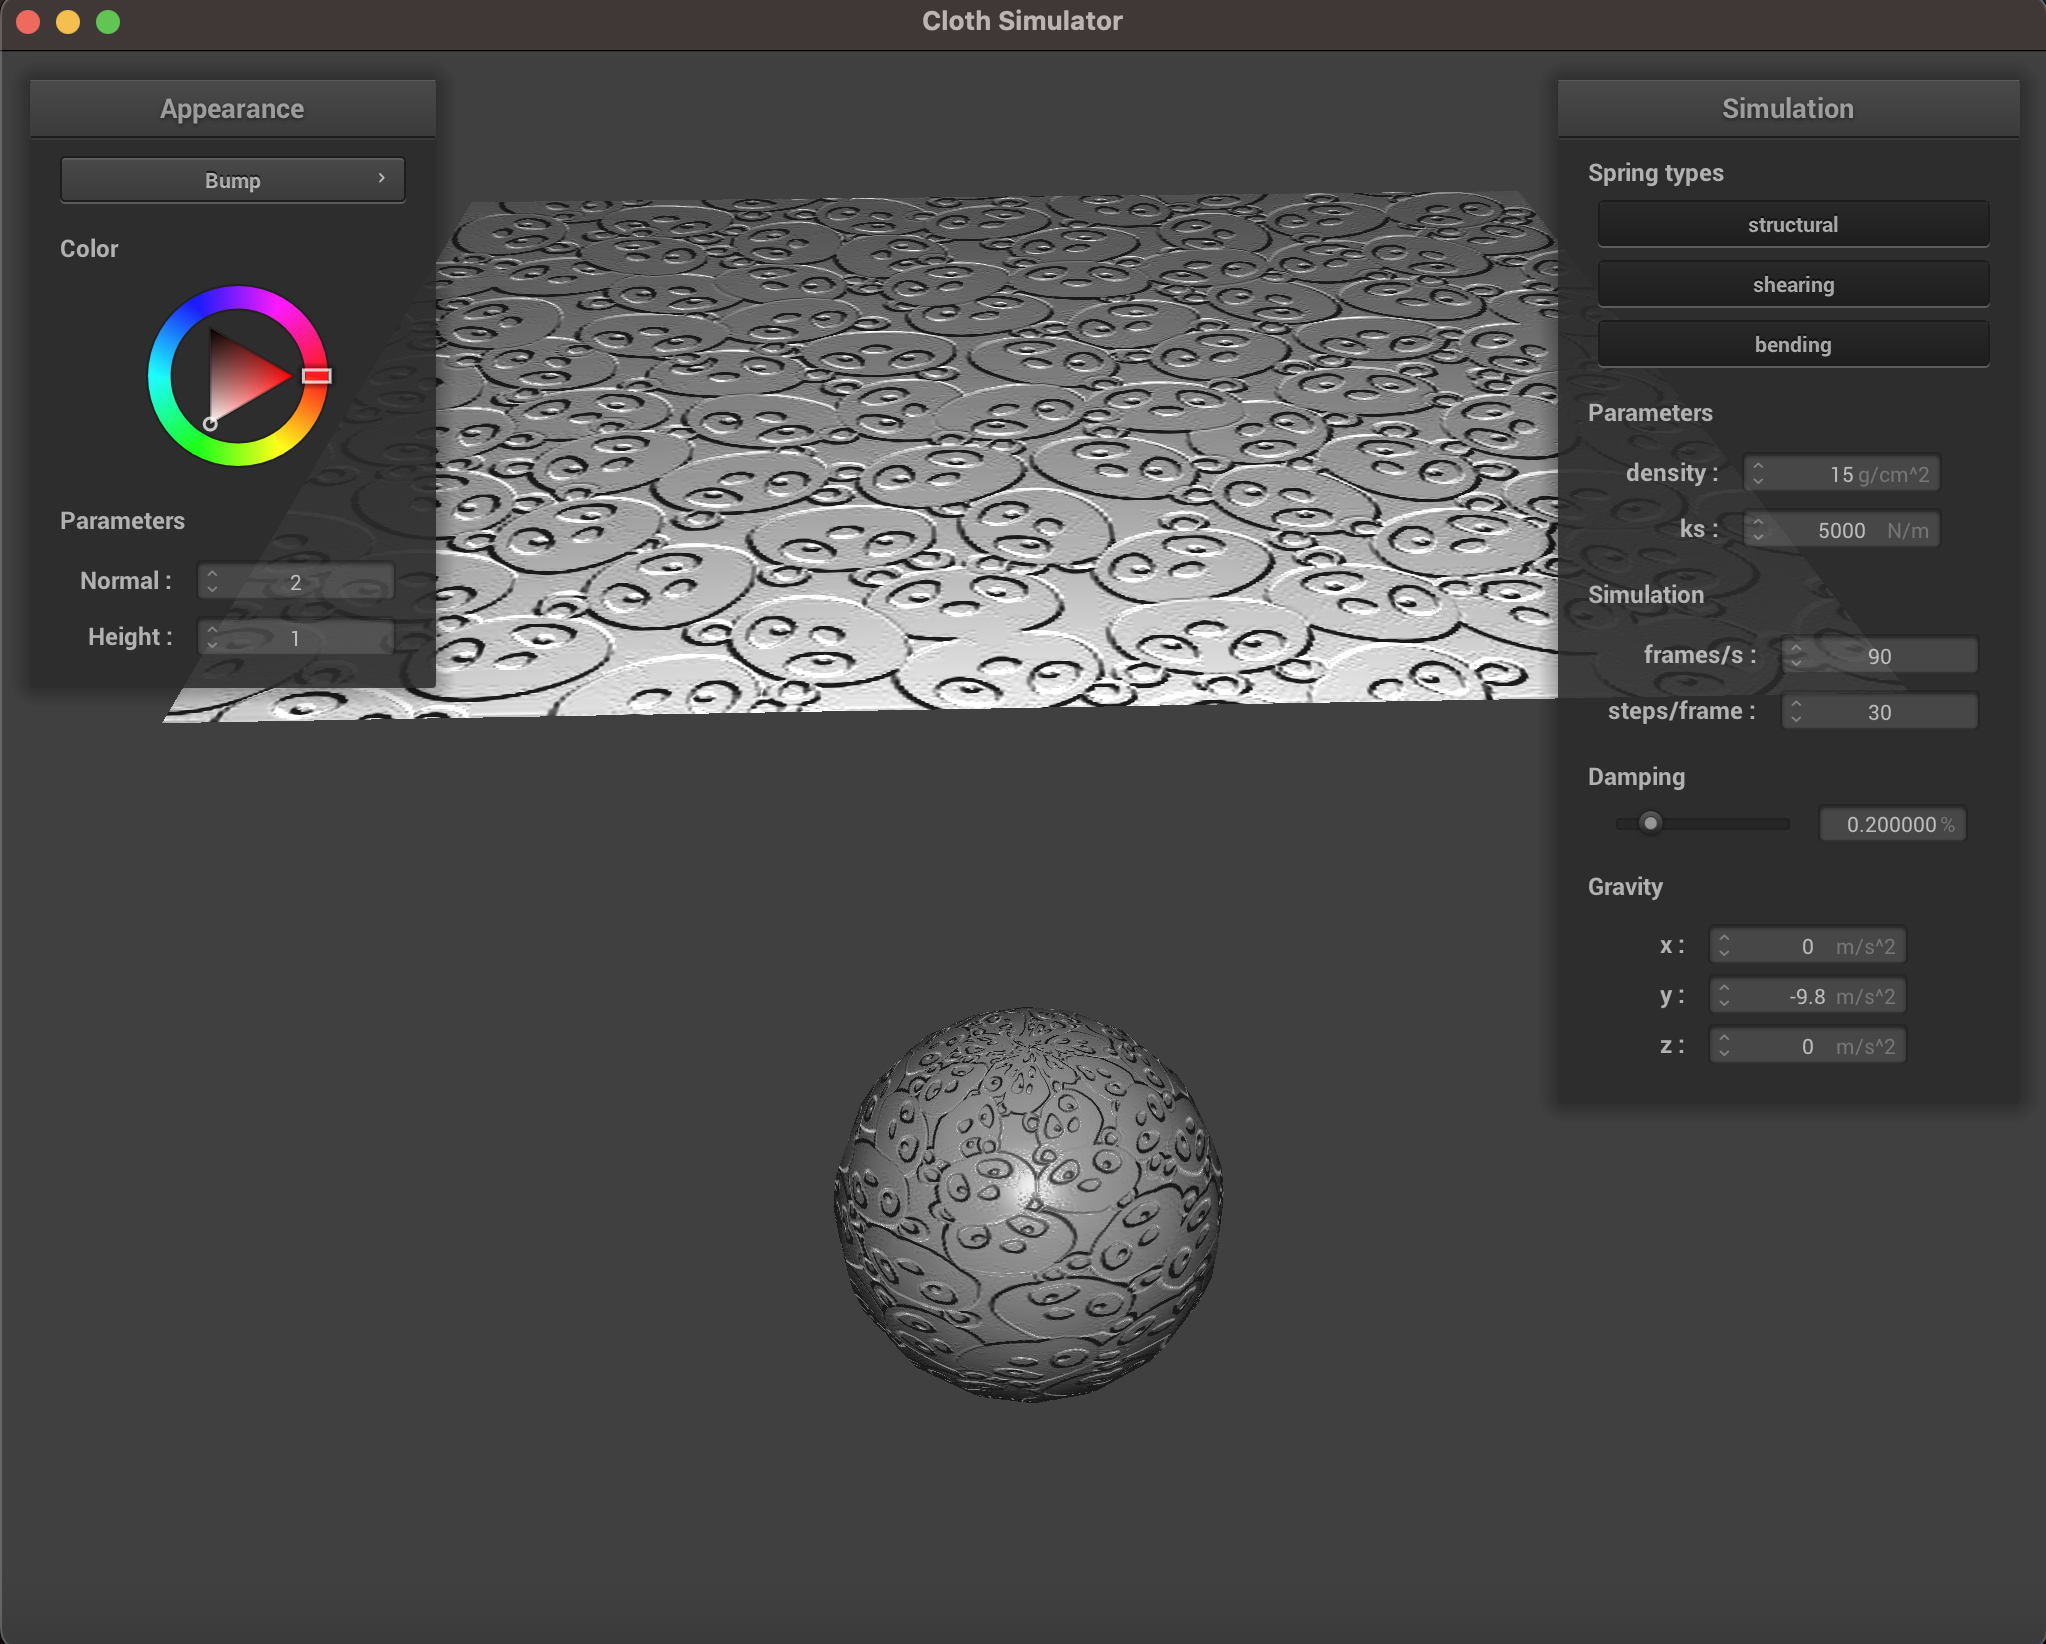 Cloth Simulator
Appearance
Bump
Color
Parameters
Normal : 2
Height : 1
Simulation
Spring types
structural
shearing
bending
Parameters
density : 15 g/cm^2
ks : 5000 N/m
Simulation
frames/s : 90
steps/frame : 30
Damping
0.200000 %
Gravity
x : 0 m/s^2
y : -9.8 m/s^2
z : 0 m/s^2